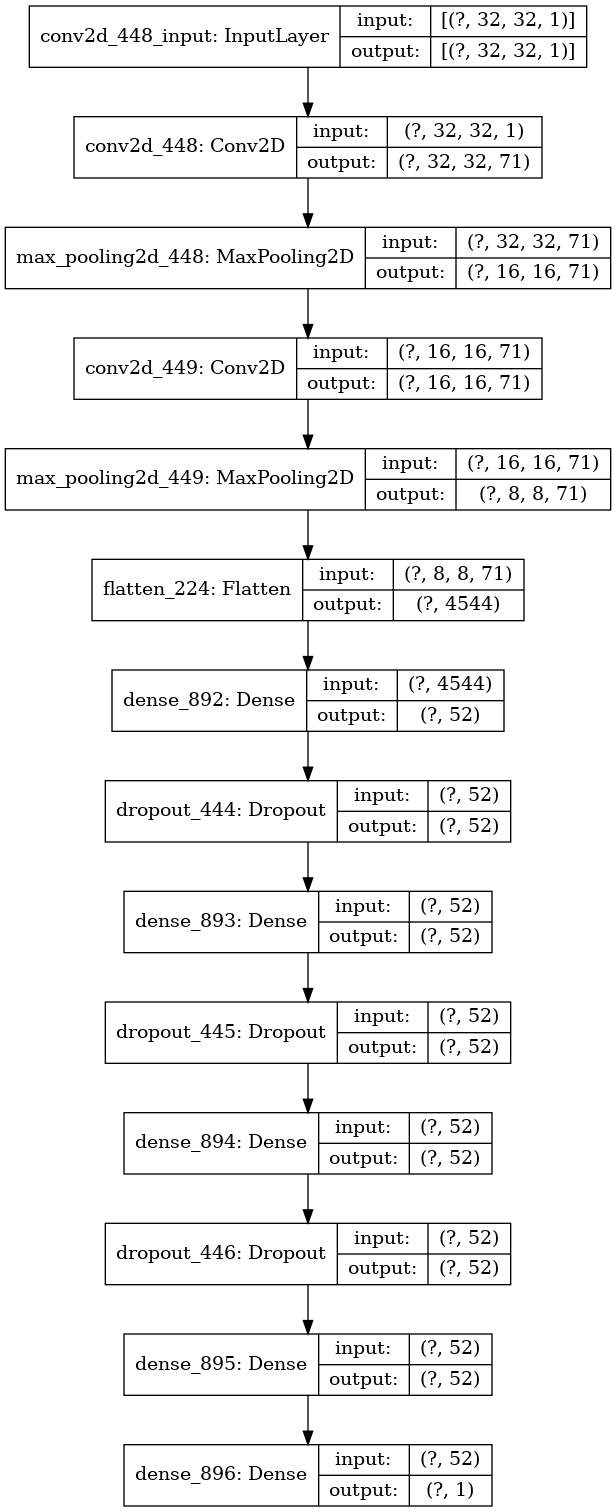 conv2d_448_input: InputLayer
input: [(?, 32, 32, 1)]
output: [(?, 32, 32, 1)]
conv2d_448: Conv2D
input: (?, 32, 32, 1)
output: (?, 32, 32, 71)
max_pooling2d_448: MaxPooling2D
input: (?, 32, 32, 71)
output: (?, 16, 16, 71)
conv2d_449: Conv2D
input: (?, 16, 16, 71)
output: (?, 16, 16, 71)
max_pooling2d_449: MaxPooling2D
input: (?, 16, 16, 71)
output: (?, 8, 8, 71)
flatten_224: Flatten
input: (?, 8, 8, 71)
output: (?, 4544)
dense_892: Dense
input: (?, 4544)
output: (?, 52)
dropout_444: Dropout
input: (?, 52)
output: (?, 52)
dense_893: Dense
input: (?, 52)
output: (?, 52)
dropout_445: Dropout
input: (?, 52)
output: (?, 52)
dense_894: Dense
input: (?, 52)
output: (?, 52)
dropout_446: Dropout
input: (?, 52)
output: (?, 52)
dense_895: Dense
input: (?, 52)
output: (?, 52)
dense_896: Dense
input: (?, 52)
output: (?, 1)